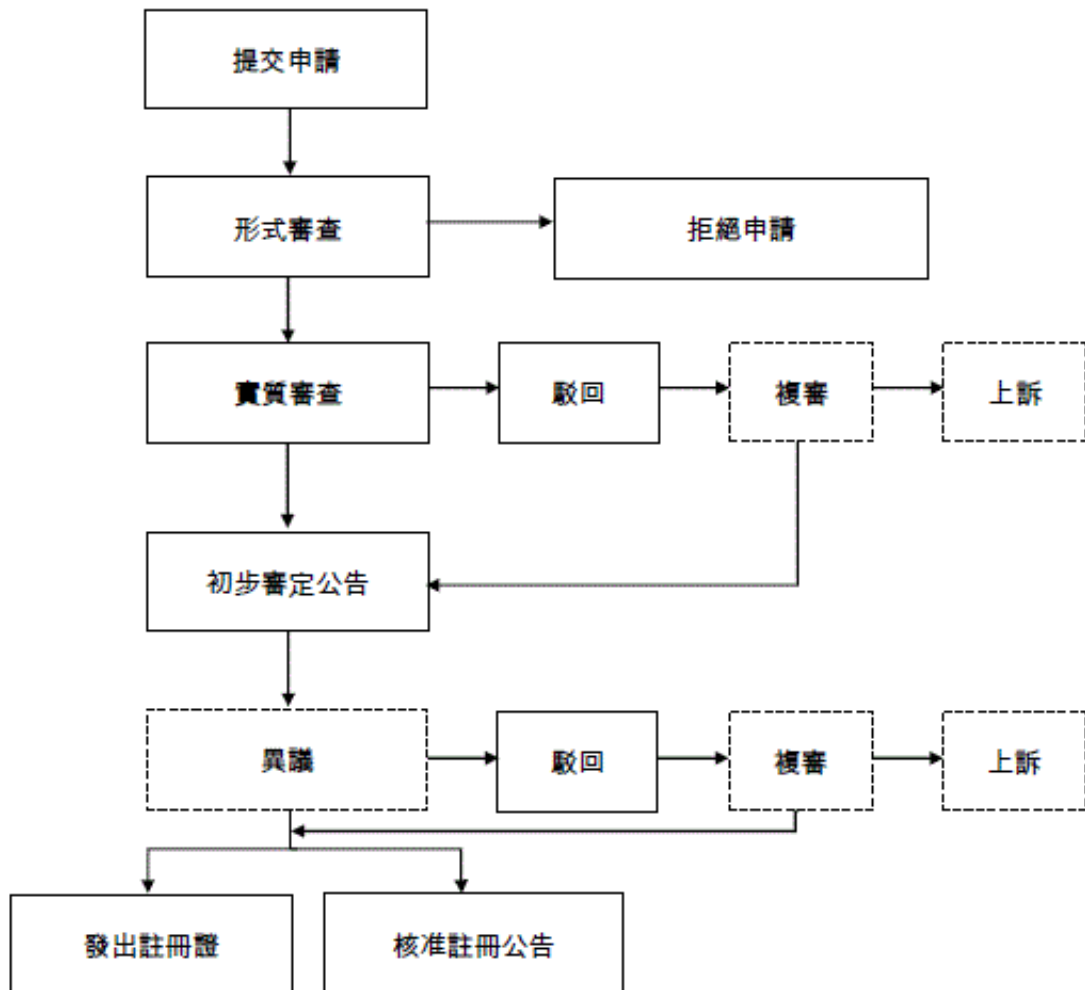 提交申請
形式審查
拒絕申請
實質審查
駁回
複審
上訴
初步審定公告
異議
駁回
複審
上訴
發出註冊證
核准註冊公告